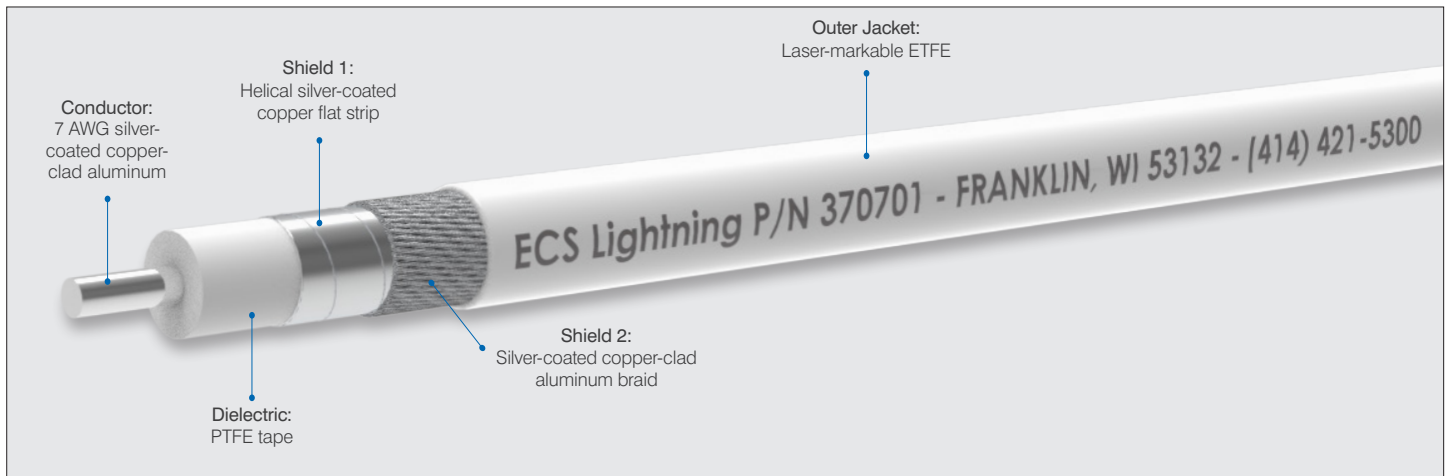 Outer Jacket:
Laser-markable ETFE
Shield 1:
Helical silver-coated
copper flat strip
Conductor:
7 AWG silver-
coated copper-
clad aluminum
ECS Lightning P/N 370701 - FRANKLIN, WI 53132 - (414) 421-5300
Shield 2:
Silver-coated copper-clad
aluminum braid
Dielectric:
PTFE tape